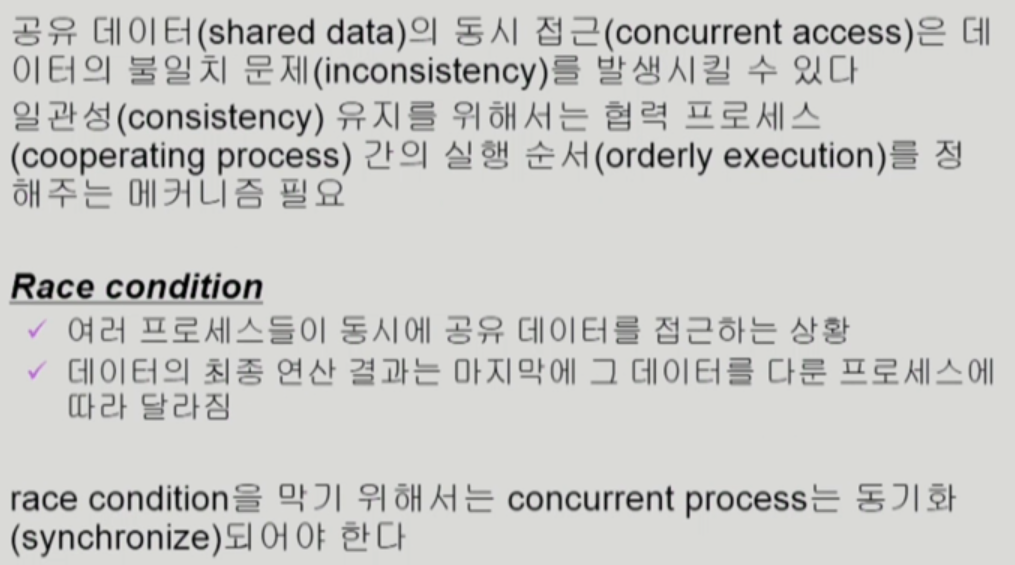 공유 데이터(shared data)의 동시 접근(concurrent access)은 데
이터의 불일치 문제(inconsistency)를 발생시킬 수 있다
일관성(consistency) 유지를 위해서는 협력 프로세스
(cooperating process) 간의 실행 순서(orderly execution)를 정
해주는 메커니즘 필요
Race condition
✓ 여러 프로세스들이 동시에 공유 데이터를 접근하는 상황
✓ 데이터의 최종 연산 결과는 마지막에 그 데이터를 다룬 프로세스에
따라 달라짐
race condition을 막기 위해서는 concurrent process는 동기화
(synchronize)되어야 한다